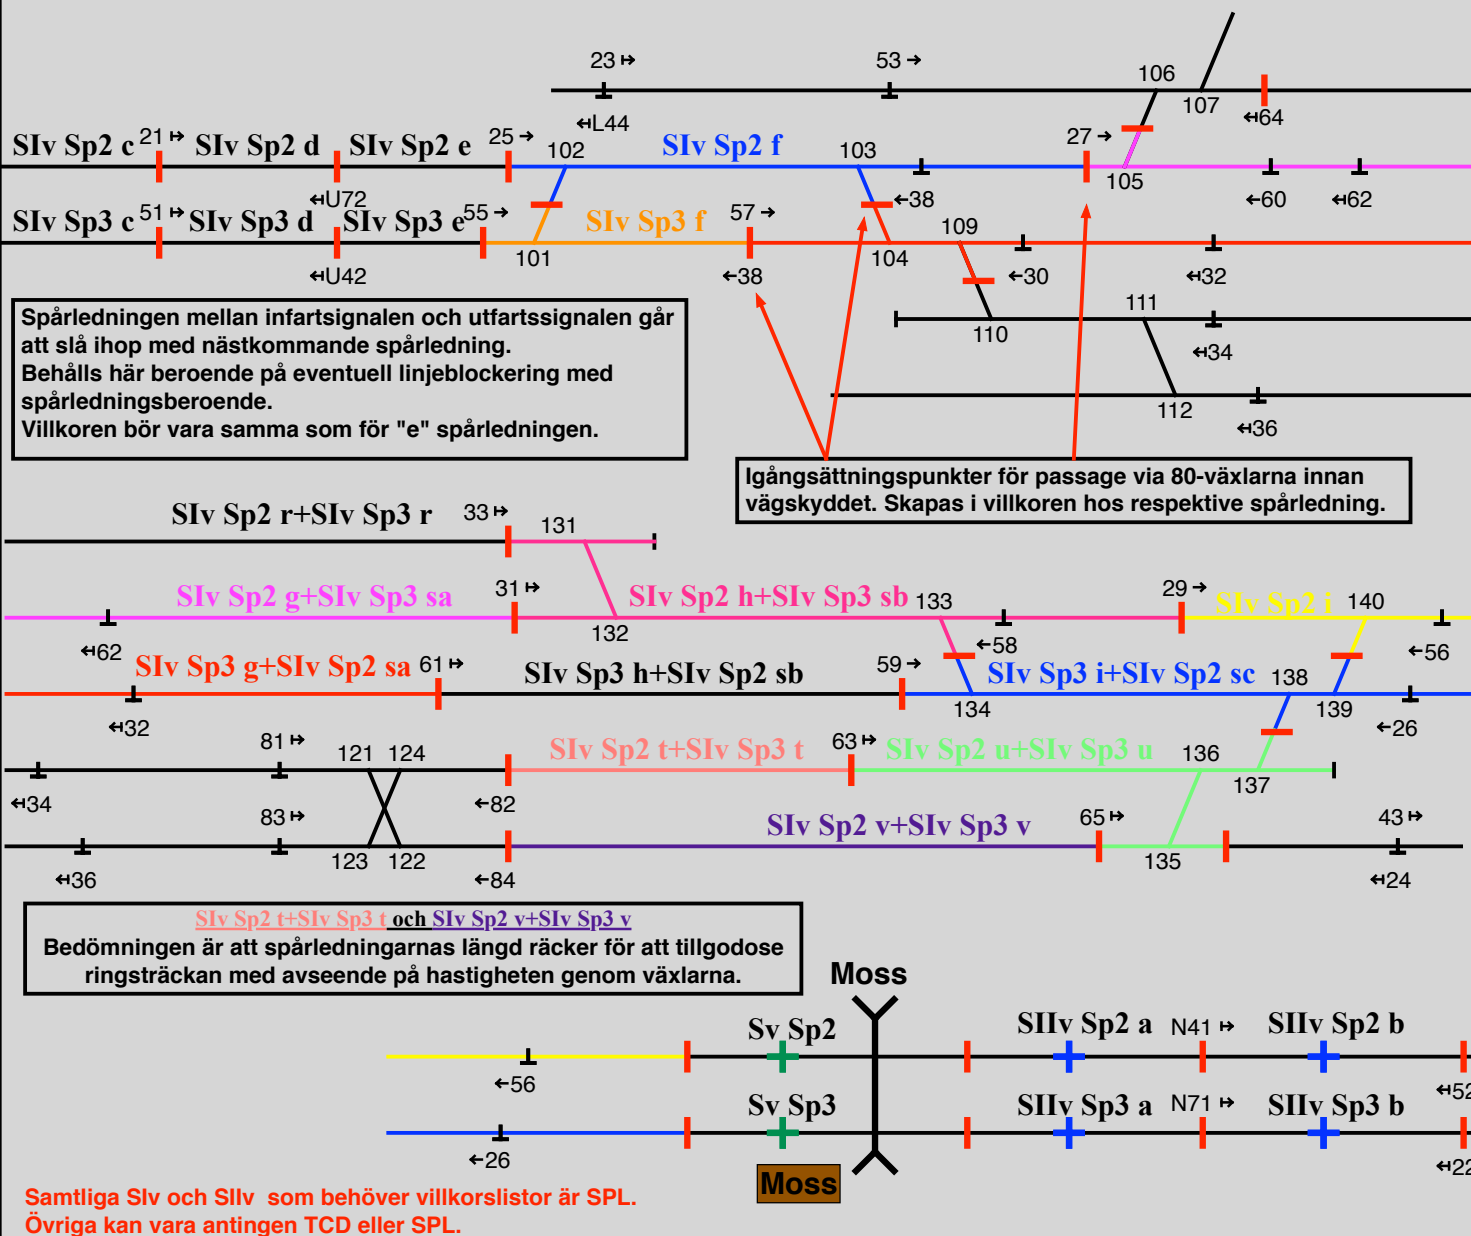 23 ↦ 53 → 106
107
←L44 ↤64
SIv Sp2 c 21 ↦ SIv Sp2 d SIv Sp2 e 25 → 102 SIv Sp2 f 103 27 →
105
↤U72 ←38 ←60 ↤62
SIv Sp3 c 51 ↦ SIv Sp3 d SIv Sp3 e 55 → SIv Sp3 f 57 → 109
101 104
↤U42 ←38 ←30 ↤32
Spårledningen mellan infartsignalen och utfartssignalen går
att slå ihop med nästkommande spårledning.
Behålls här beroende på eventuell linjeblockering med
spårledningsberoende.
Villkoren bör vara samma som för "e" spårledningen.
111
110
↤34
112
↤36
Igångsättningspunkter för passage via 80-växlarna innan
vägskyddet. Skapas i villkoren hos respektive spårledning.
SIv Sp2 r+SIv Sp3 r 33 ↦ 131
SIv Sp2 g+SIv Sp3 sa 31 ↦ SIv Sp2 h+SIv Sp3 sb 133 29 → SIv Sp2 i 140
132
↤62 ←58 ←56
SIv Sp3 g+SIv Sp2 sa 61 ↦ SIv Sp3 h+SIv Sp2 sb 59 → SIv Sp3 i+SIv Sp2 sc 138
134 139
↤32 ←26
81 ↦ 121 124 SIv Sp2 t+SIv Sp3 t 63 ↦ SIv Sp2 u+SIv Sp3 u 136
137
↤34 ←82
83 ↦ SIv Sp2 v+SIv Sp3 v 65 ↦ 43 ↦
123 122 135
↤36 ←84 ↤24
SIv Sp2 t+SIv Sp3 t och SIv Sp2 v+SIv Sp3 v
Bedömningen är att spårledningarnas längd räcker för att tillgodose
ringsträckan med avseende på hastigheten genom växlarna.
Moss
Sv Sp2 SIIv Sp2 a N41 ↦ SIIv Sp2 b
←56 ↤52
Sv Sp3 SIIv Sp3 a N71 ↦ SIIv Sp3 b
←26 ↤22
Moss
Samtliga SIv och SIIv som behöver villkorslistor är SPL.
Övriga kan vara antingen TCD eller SPL.